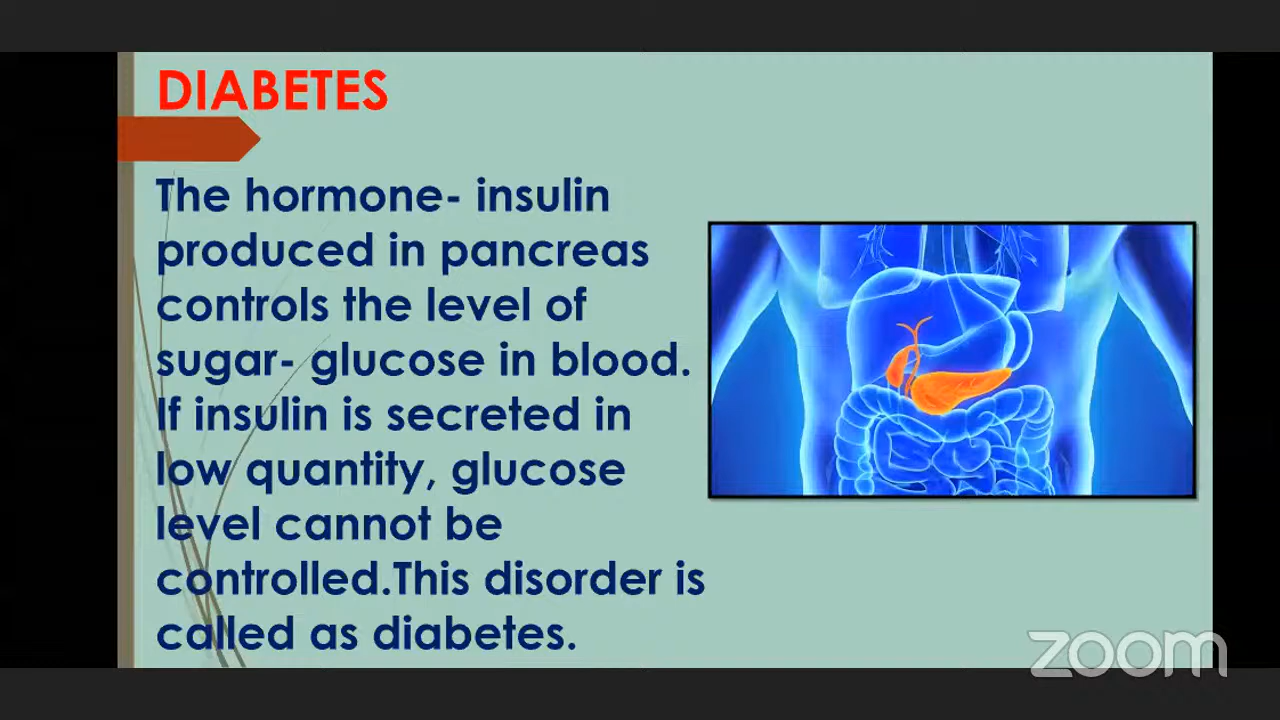 DIABETES
The hormone- insulin
produced in pancreas
controls the level of
sugar- glucose in blood.
If insulin is secreted in
low quantity, glucose
level cannot be
controlled.This disorder is
called as diabetes.
zoom